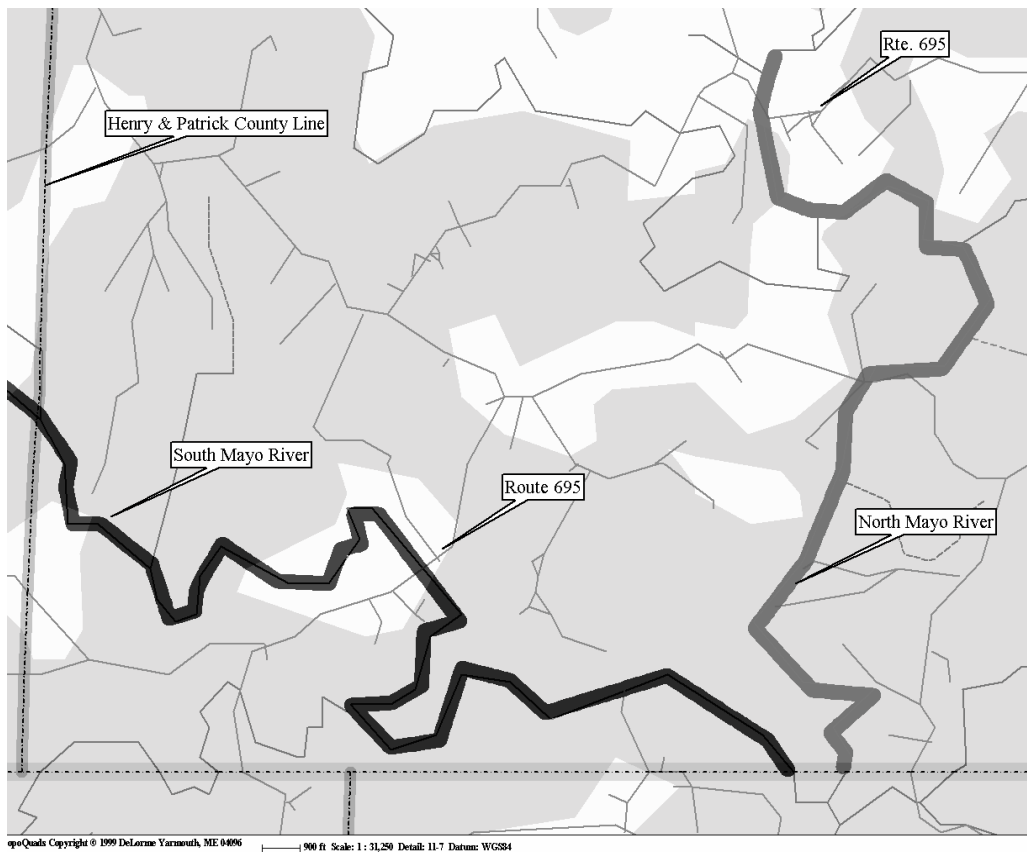 Rte. 695
Henry & Patrick County Line
South Mayo River
Route 695
North Mayo River
opoQuads Copyright © 1999 DeLorme Yarmouth, ME 04096
900 ft Scale: 1 : 31,250 Detail: 11-7 Datum: WGS84